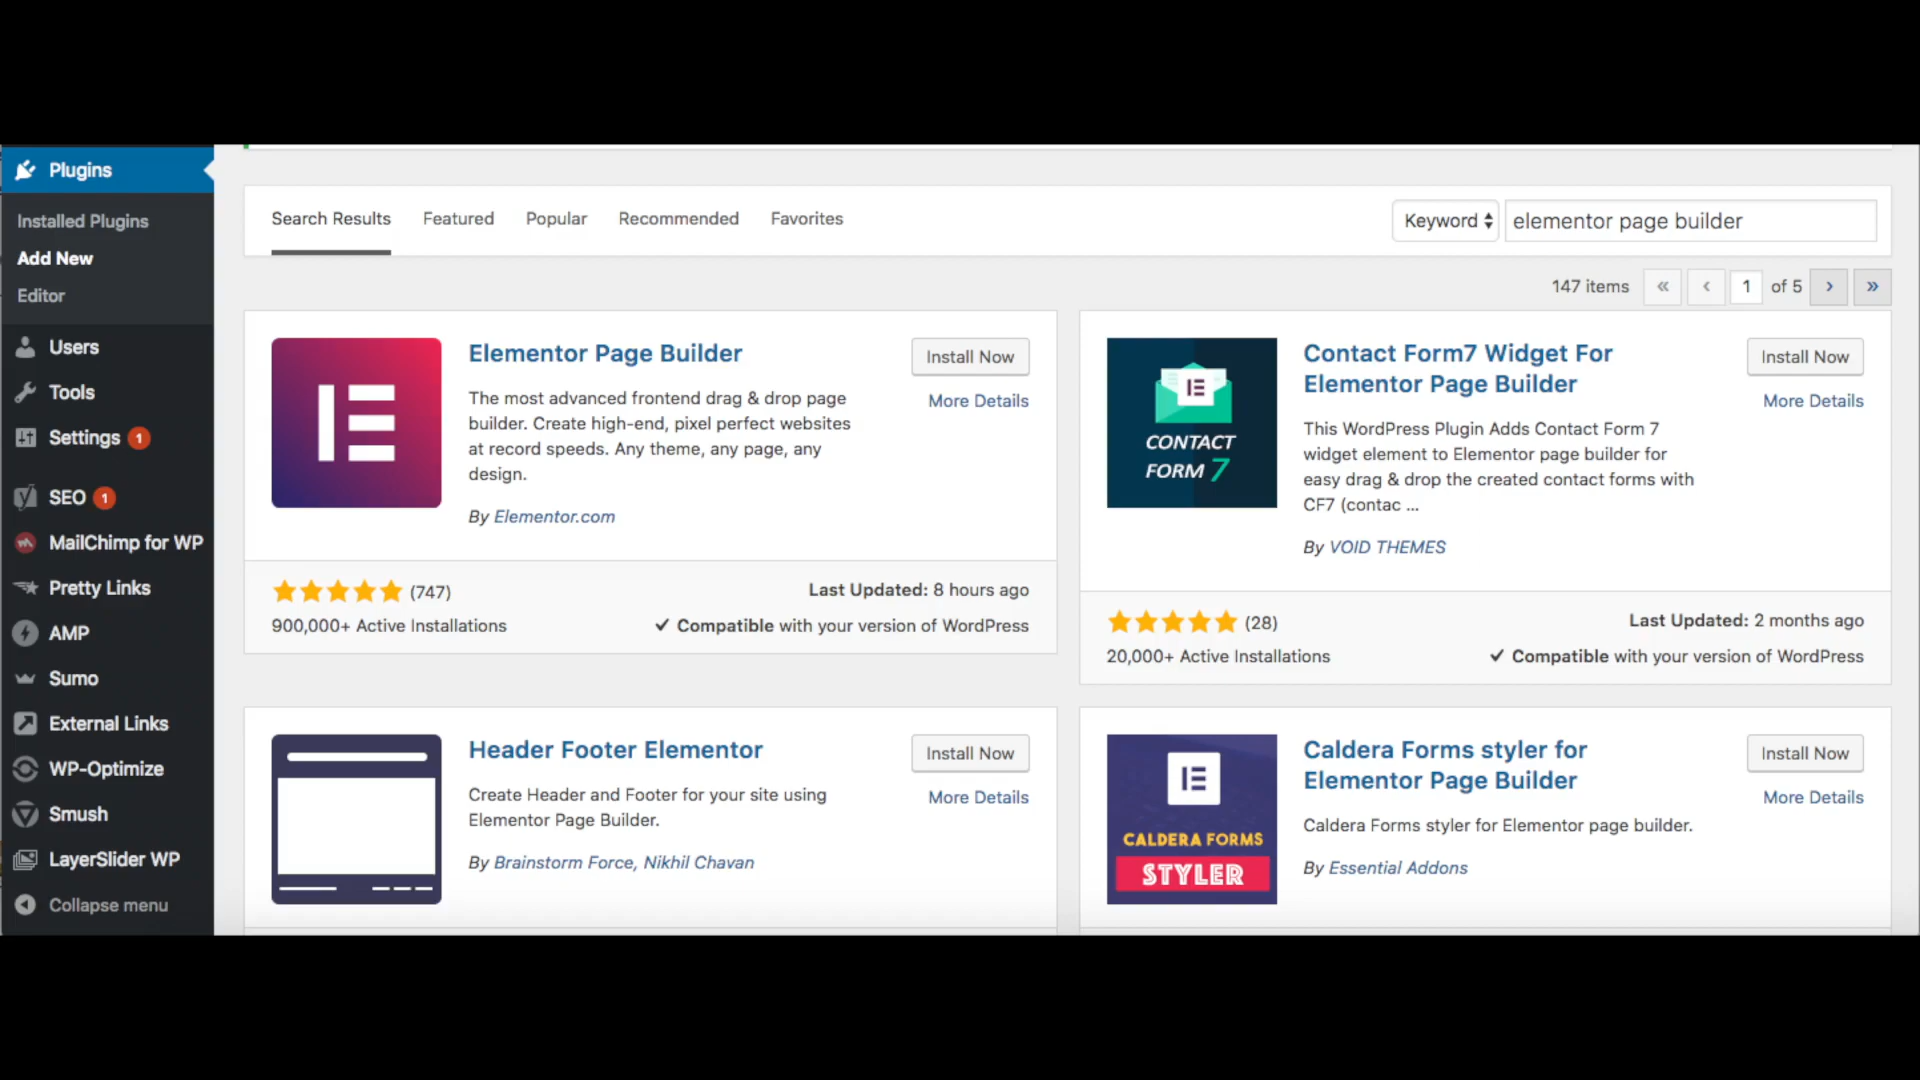 Plugins
Installed Plugins
Add New
Editor
Users
Tools
Settings 1
SEO 1
MailChimp for WP
Pretty Links
AMP
Sumo
External Links
WP-Optimize
Smush
LayerSlider WP
Collapse menu
Search Results Featured Popular Recommended Favorites
Keyword elementor page builder
147 items « ‹ 1 of 5 › »
Elementor Page Builder
Install Now
More Details
The most advanced frontend drag & drop page
builder. Create high-end, pixel perfect websites
at record speeds. Any theme, any page, any
design.
By Elementor.com
(747)
Last Updated: 8 hours ago
900,000+ Active Installations
Compatible with your version of WordPress
CONTACT
FORM 7
Contact Form7 Widget For
Elementor Page Builder
Install Now
More Details
This WordPress Plugin Adds Contact Form 7
widget element to Elementor page builder for
easy drag & drop the created contact forms with
CF7 (contac ...
By VOID THEMES
(28)
Last Updated: 2 months ago
20,000+ Active Installations
Compatible with your version of WordPress
Header Footer Elementor
Install Now
More Details
Create Header and Footer for your site using
Elementor Page Builder.
By Brainstorm Force, Nikhil Chavan
CALDERA FORMS
STYLER
Caldera Forms styler for
Elementor Page Builder
Install Now
More Details
Caldera Forms styler for Elementor page builder.
By Essential Addons